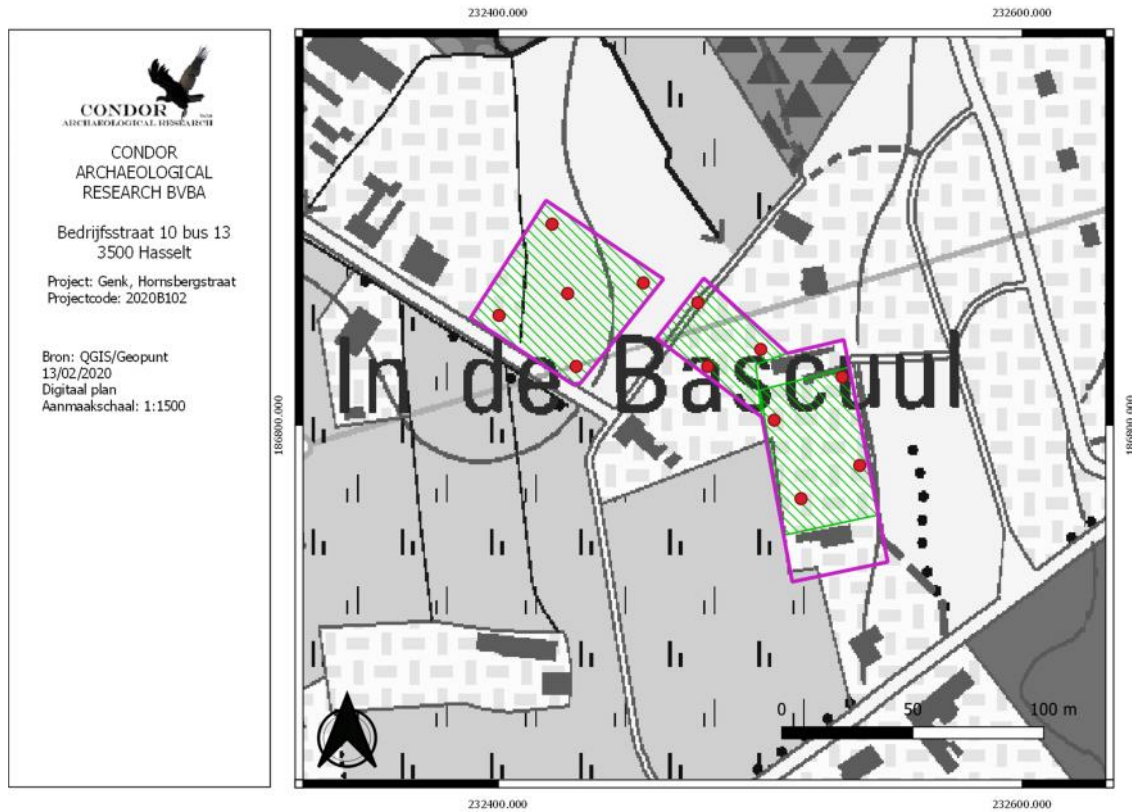 CONDOR
ARCHAEOLOGICAL RESEARCH
CONDOR
ARCHAEOLOGICAL
RESEARCH BVBA
Bedrijfsstraat 10 bus 13
3500 Hasselt
Project: Genk, Hornsbergstraat
Projectcode: 2020B102
Bron: QGIS/Geopunt
13/02/2020
Digitaal plan
Aanmaakschaal: 1:1500
232400.000
232600.000
186800.000
186800.000
In de Baseuul
0 50 100 m
232400.000
232600.000